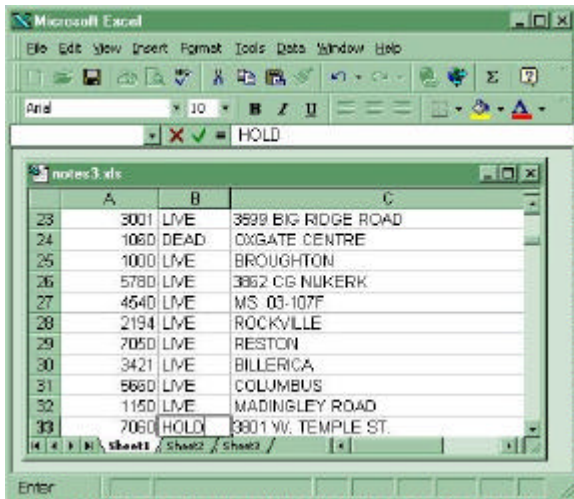 Microsoft Excel
File Edit View Insert Format Tools Data Window Help
Arial 10 B I U
HOLD
notes3.xls
A B C
23 3001 LIVE 3599 BIG RIDGE ROAD
24 1060 DEAD OXGATE CENTRE
25 1000 LIVE BROUGHTON
26 5780 LIVE 3862 CG NIJKERK
27 4540 LIVE MS 03-107F
28 2194 LIVE ROCKVILLE
29 7050 LIVE RESTON
30 3421 LIVE BILLERICA
31 5660 LIVE COLUMBUS
32 1150 LIVE MADINGLEY ROAD
33 7060 HOLD 3801 W. TEMPLE ST.
Sheet1 Sheet2 Sheet3
Enter